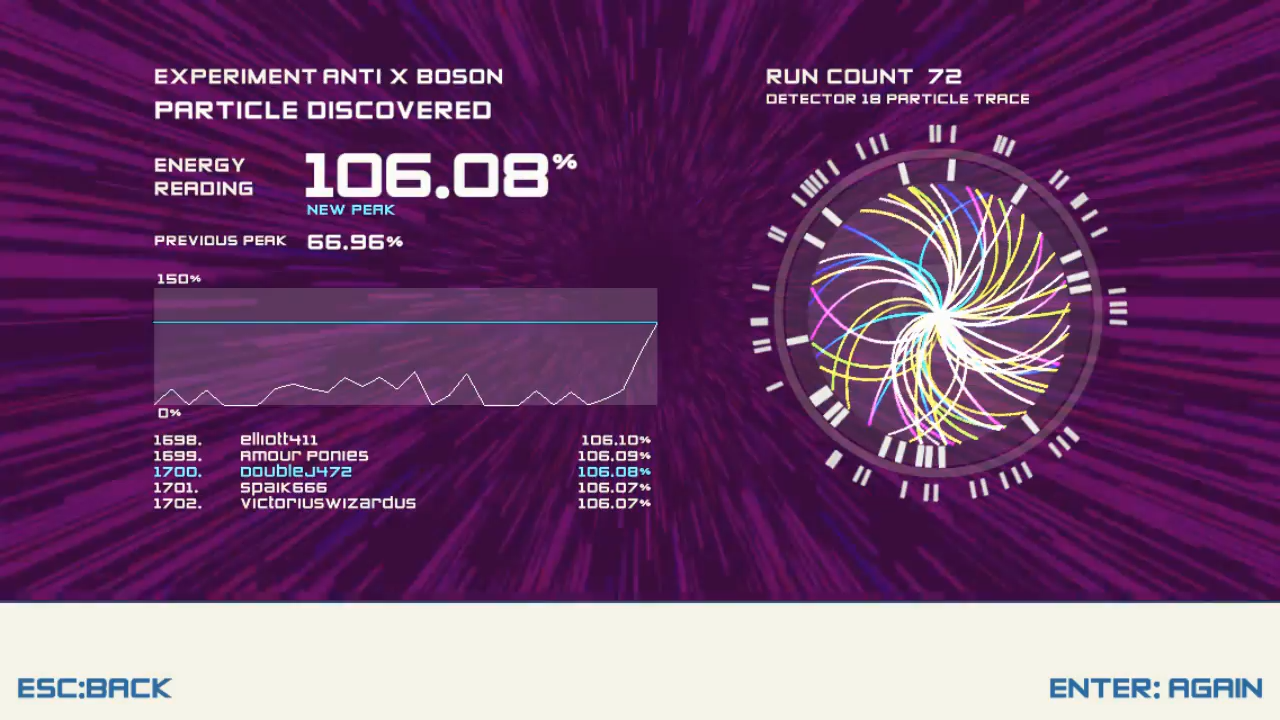 EXPERIMENT ANTI X BOSON
PARTICLE DISCOVERED
ENERGY READING 106.08%
NEW PEAK
PREVIOUS PEAK 66.96%
150%
0%
1698. elliott411 106.10%
1699. Amour Ponies 106.09%
1700. DoubleJ472 106.08%
1701. spaik666 106.07%
1702. victoriuswizardus 106.07%
RUN COUNT 72
DETECTOR 18 PARTICLE TRACE
ESC:BACK
ENTER: AGAIN